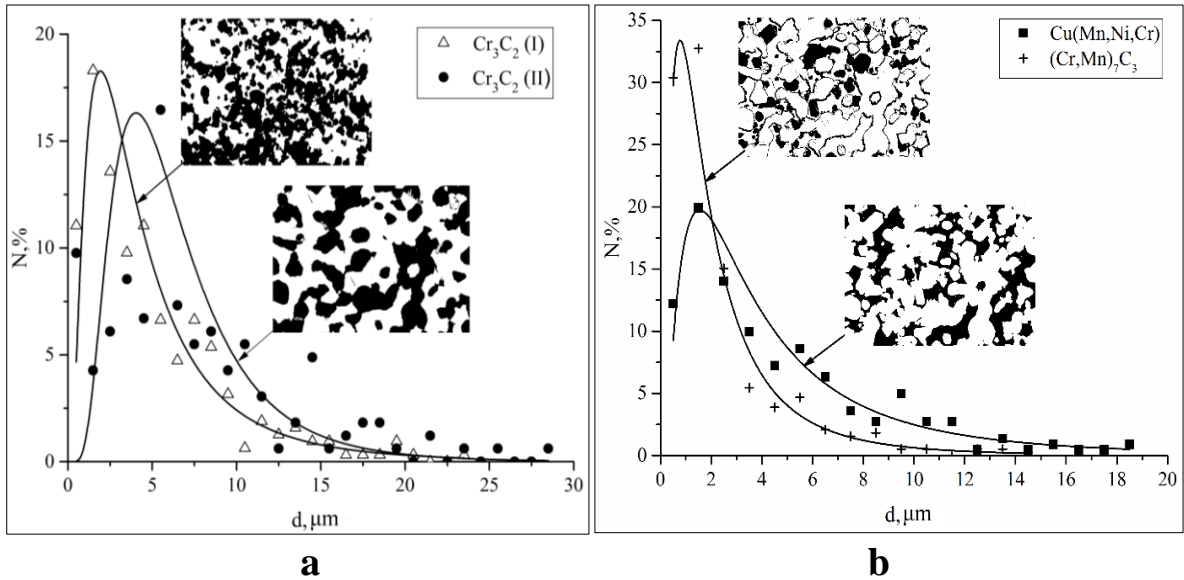 20
15
10
5
0
N,%
0 5 10 15 20 25 30
d, μm
Cr₃C₂ (I)
Cr₃C₂ (II)
a
35
30
25
20
15
10
5
0
N,%
0 2 4 6 8 10 12 14 16 18 20
d, μm
Cu(Mn,Ni,Cr)
(Cr,Mn)₇C₃
b